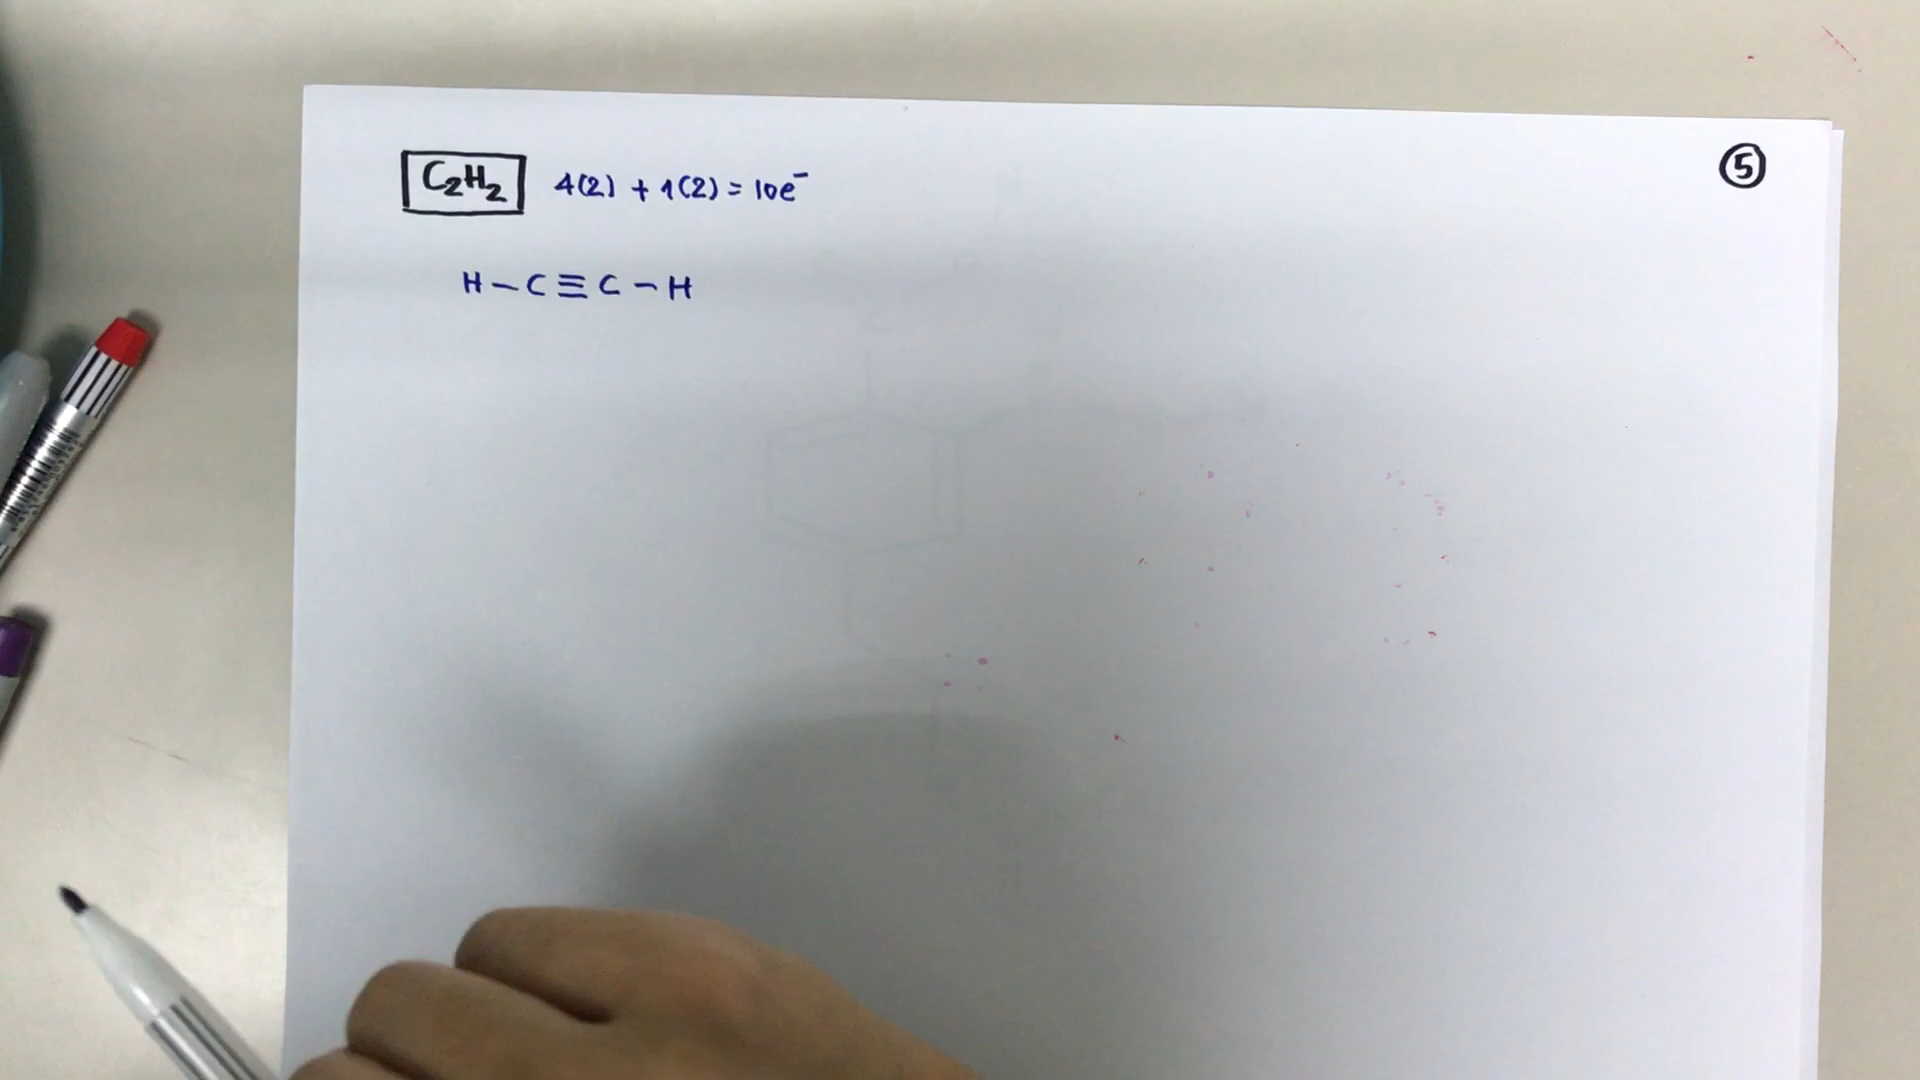 C₂H₂ 4(2) + 1(2) = 10e⁻
⑤
H – C ≡ C – H